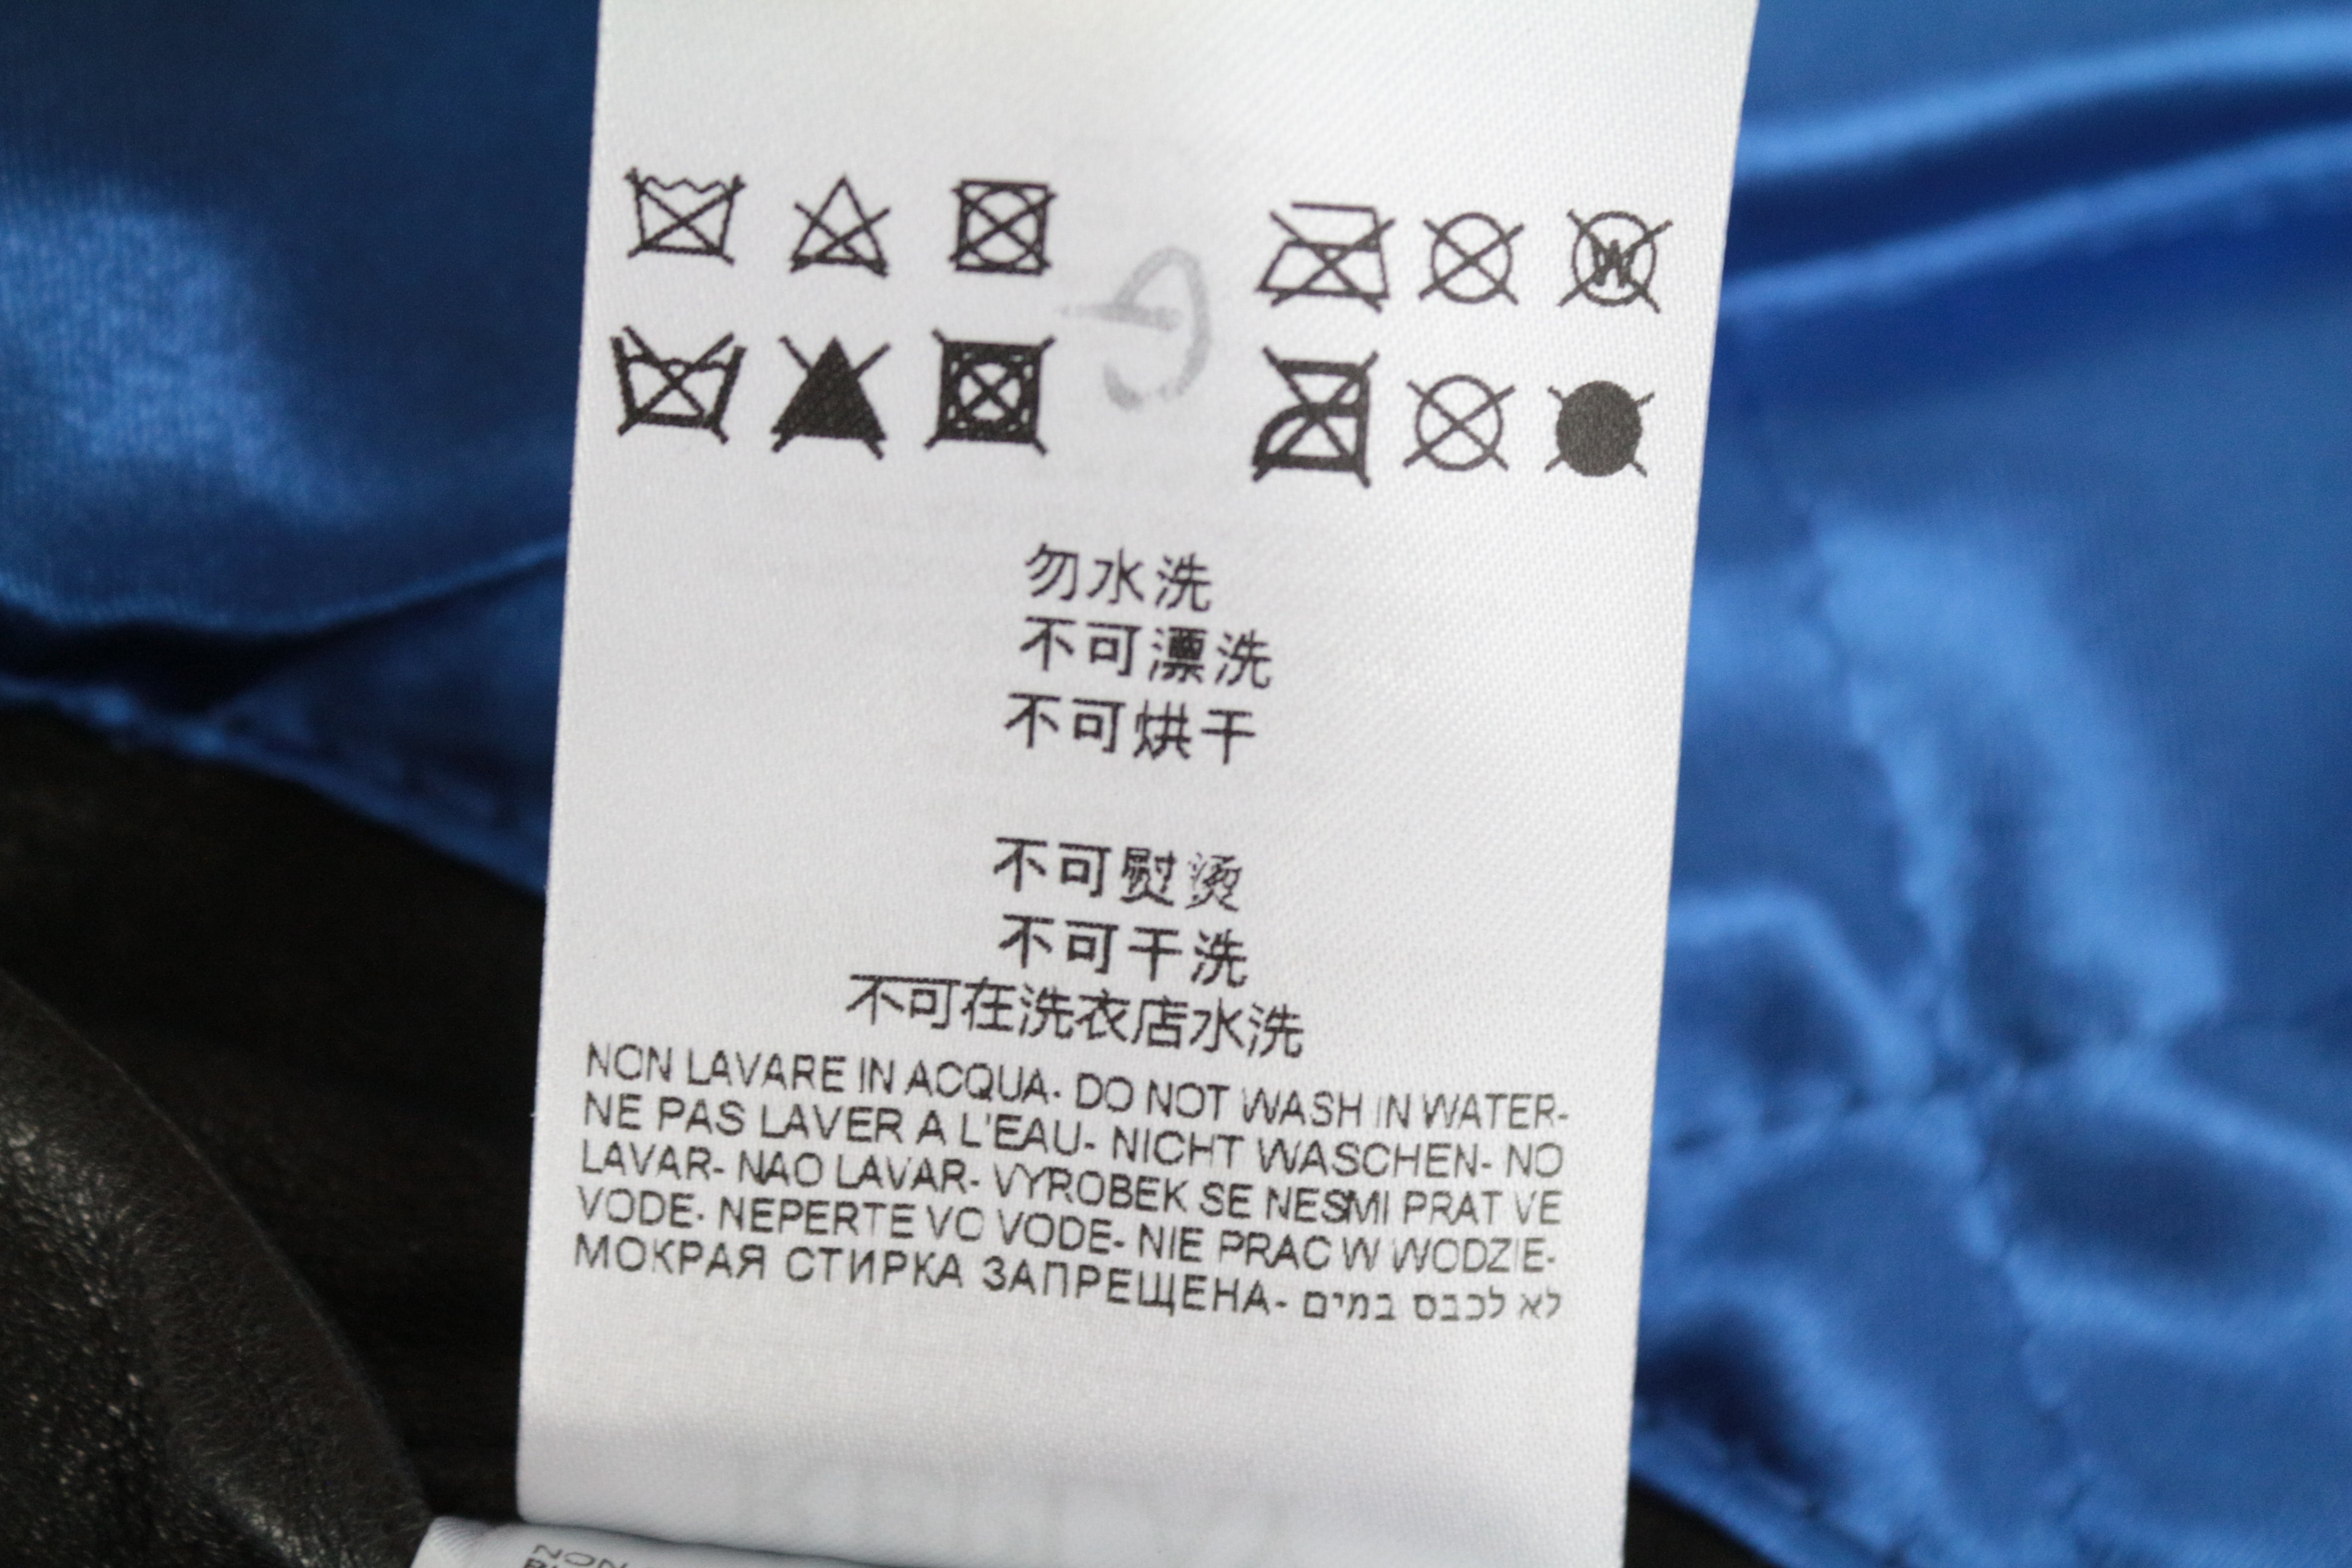 W
勿水洗
不可漂洗
不可烘干
不可熨烫
不可干洗
不可在洗衣店水洗
NON LAVARE IN ACQUA- DO NOT WASH IN WATER-
NE PAS LAVER A L'EAU- NICHT WASCHEN- NO
LAVAR- NAO LAVAR- VYROBEK SE NESMI PRAT VE
VODE- NEPERTE VO VODE- NIE PRAC W WODZIE-
МОКРАЯ СТИРКА ЗАПРЕЩЕНА- לא לכבס במים
NON